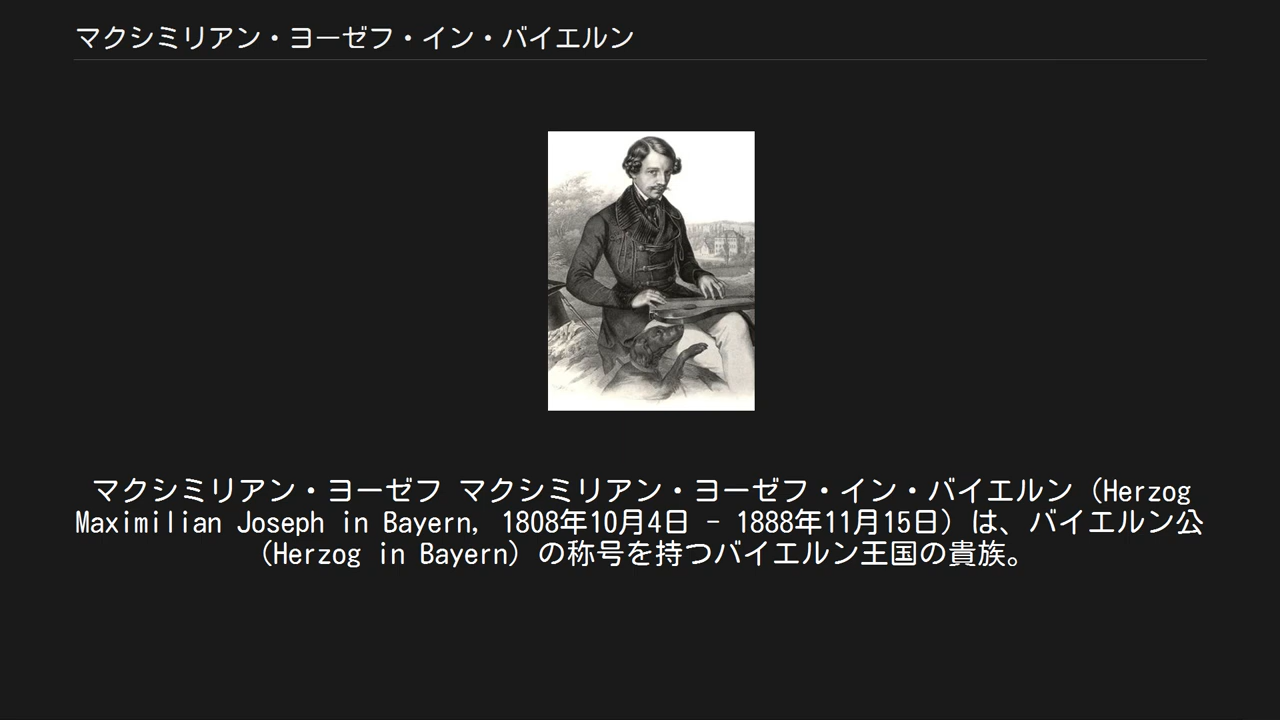 マクシミリアン・ヨーゼフ・イン・バイエルン
マクシミリアン・ヨーゼフ マクシミリアン・ヨーゼフ・イン・バイエルン（Herzog
Maximilian Joseph in Bayern, 1808年10月4日 - 1888年11月15日）は、バイエルン公
（Herzog in Bayern）の称号を持つバイエルン王国の貴族。